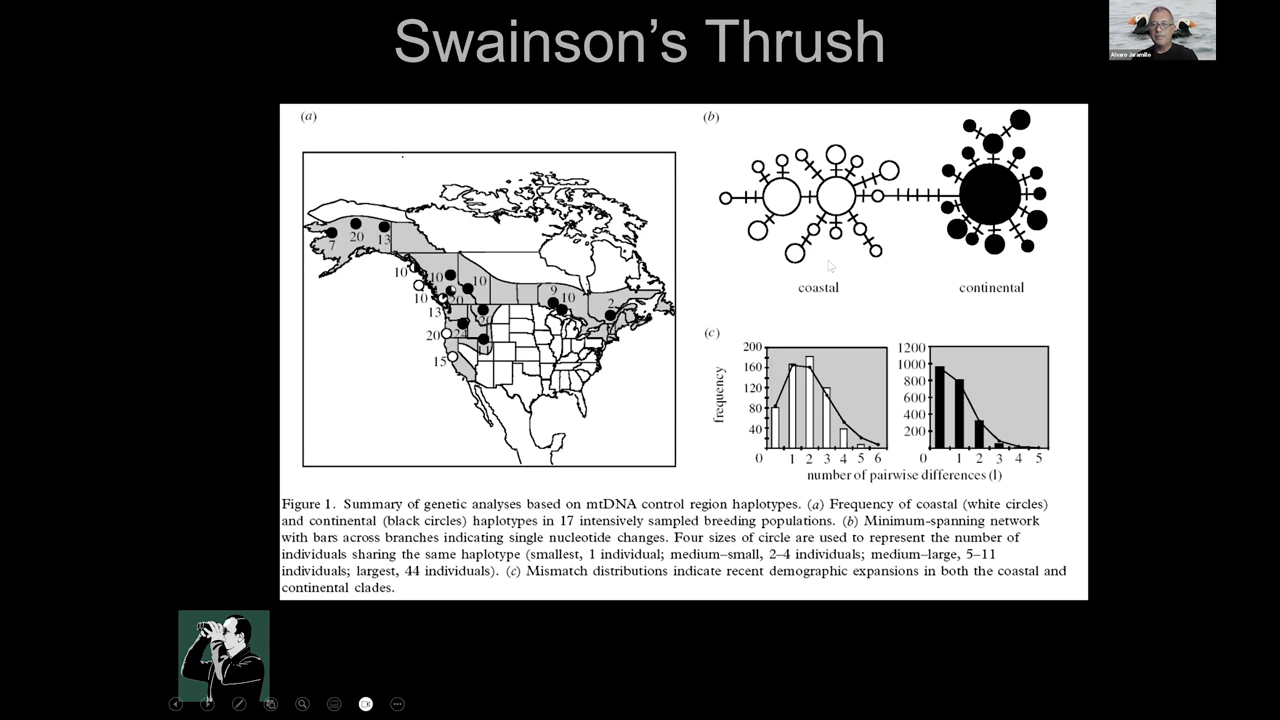 Swainson's Thrush
Alvaro Jaramillo
(a)
(b)
7
20
13
10
10
10
10
20
13
9
10
2
20
15
coastal
continental
(c)
frequency
200
160
120
80
40
0
1 2 3 4 5 6
1200
1000
800
600
400
200
0
1 2 3 4 5
number of pairwise differences (l)
Figure 1. Summary of genetic analyses based on mtDNA control region haplotypes. (a) Frequency of coastal (white circles)
and continental (black circles) haplotypes in 17 intensively sampled breeding populations. (b) Minimum-spanning network
with bars across branches indicating single nucleotide changes. Four sizes of circle are used to represent the number of
individuals sharing the same haplotype (smallest, 1 individual; medium–small, 2–4 individuals; medium–large, 5–11
individuals; largest, 44 individuals). (c) Mismatch distributions indicate recent demographic expansions in both the coastal and
continental clades.